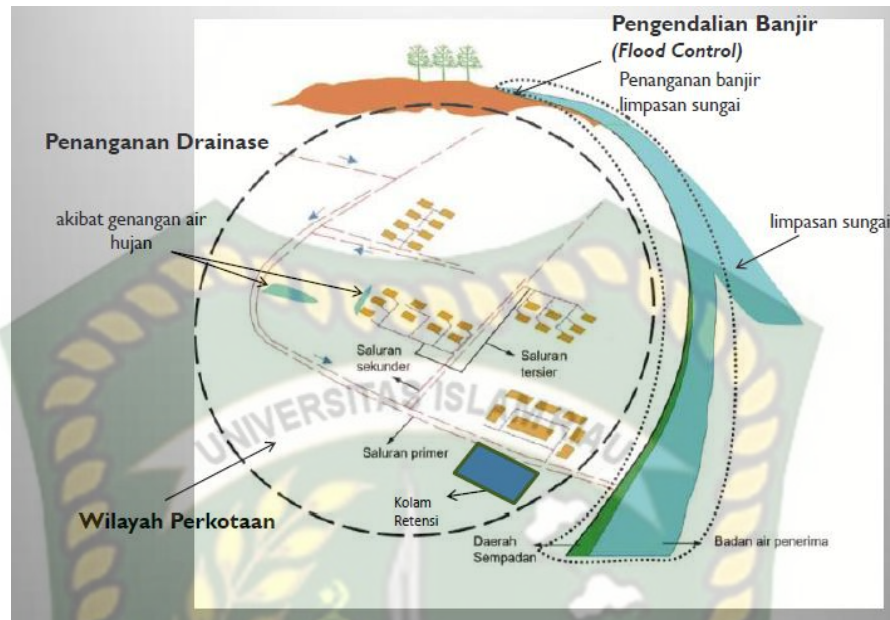 Pengendalian Banjir
(Flood Control)
Penanganan banjir
limpasan sungai
Penanganan Drainase
akibat genangan air
hujan
limpasan sungai
Saluran
sekunder
Saluran
tersier
UNIVERSITAS ISLAM RIAU
Saluran primer
Kolam
Retensi
Wilayah Perkotaan
Daerah
Sempadan
Badan air penerima